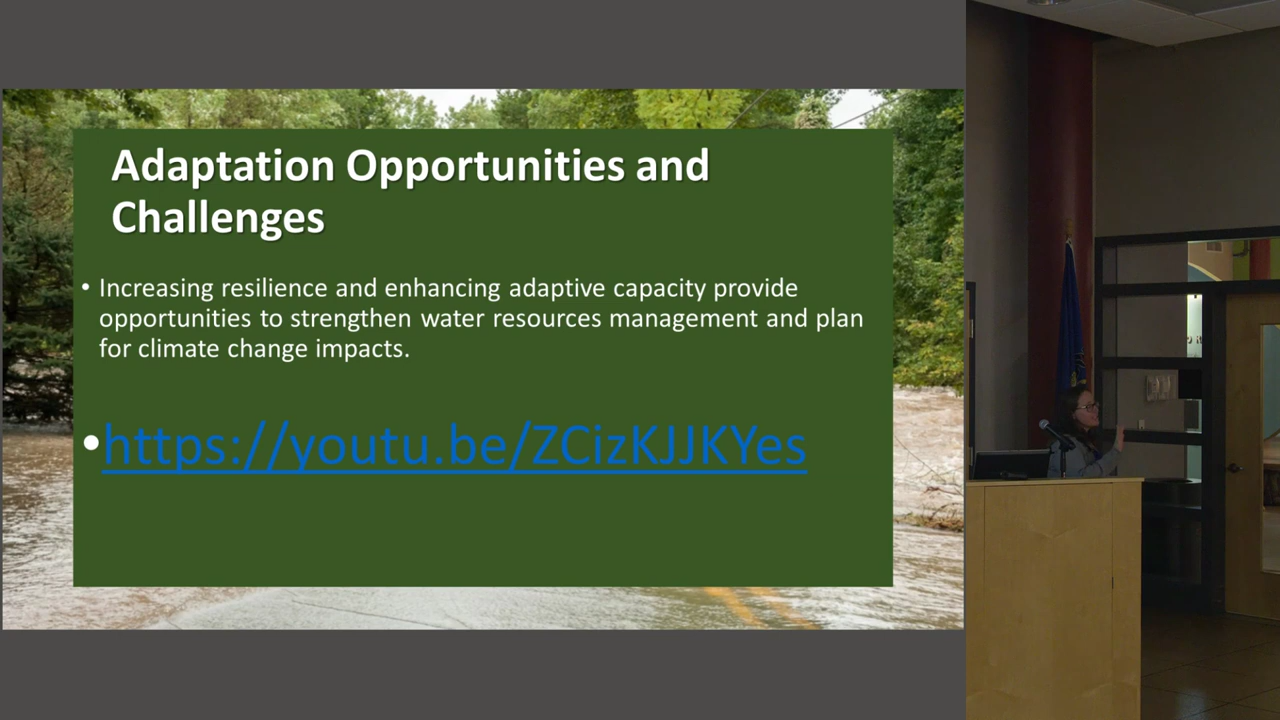 Adaptation Opportunities and
Challenges
• Increasing resilience and enhancing adaptive capacity provide
opportunities to strengthen water resources management and plan
for climate change impacts.
•https://youtu.be/ZCizKJJKYes